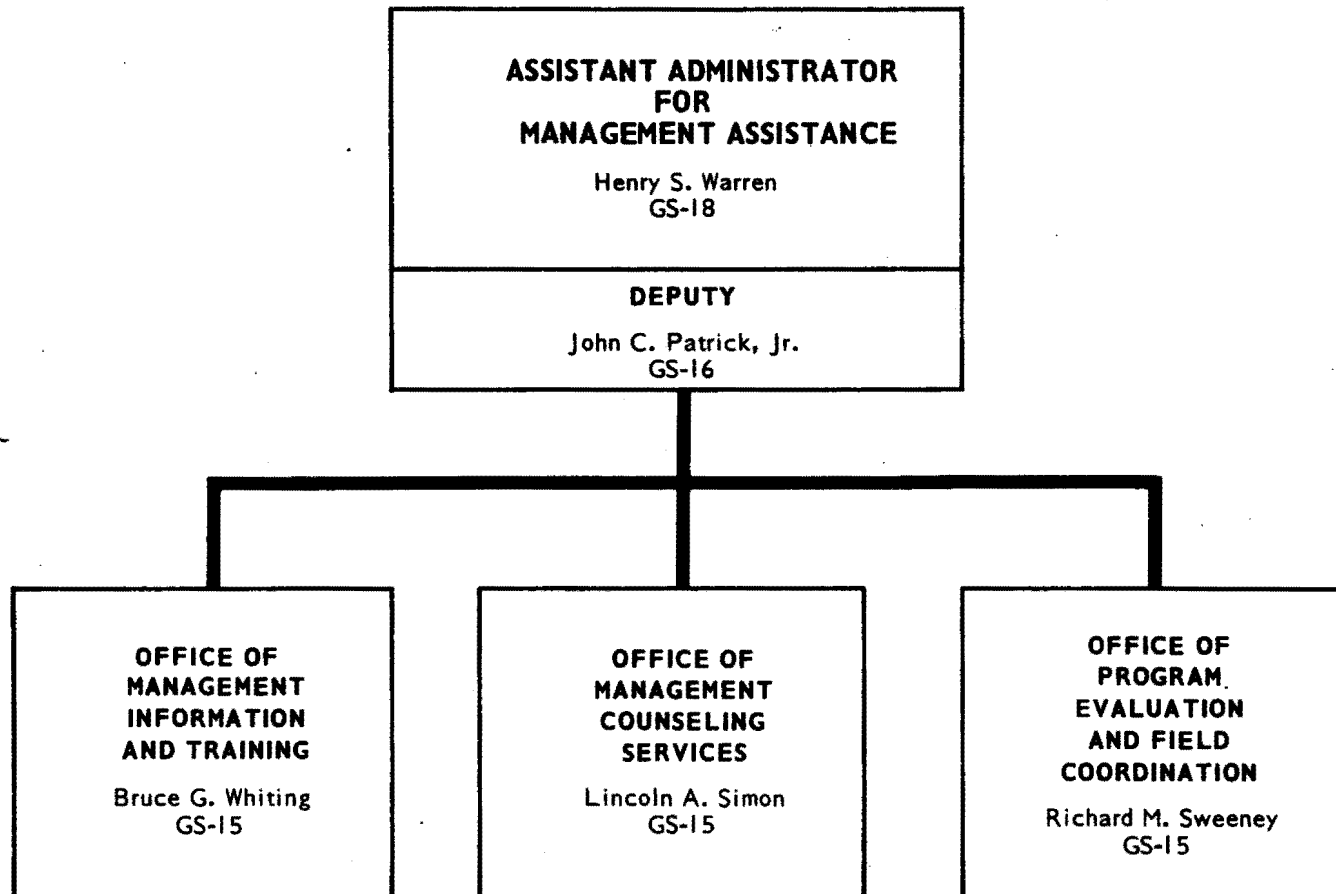 ASSISTANT ADMINISTRATOR
FOR
MANAGEMENT ASSISTANCE
Henry S. Warren
GS-18
DEPUTY
John C. Patrick, Jr.
GS-16
OFFICE OF
MANAGEMENT
INFORMATION
AND TRAINING
Bruce G. Whiting
GS-15
OFFICE OF
MANAGEMENT
COUNSELING
SERVICES
Lincoln A. Simon
GS-15
OFFICE OF
PROGRAM
EVALUATION
AND FIELD
COORDINATION
Richard M. Sweeney
GS-15